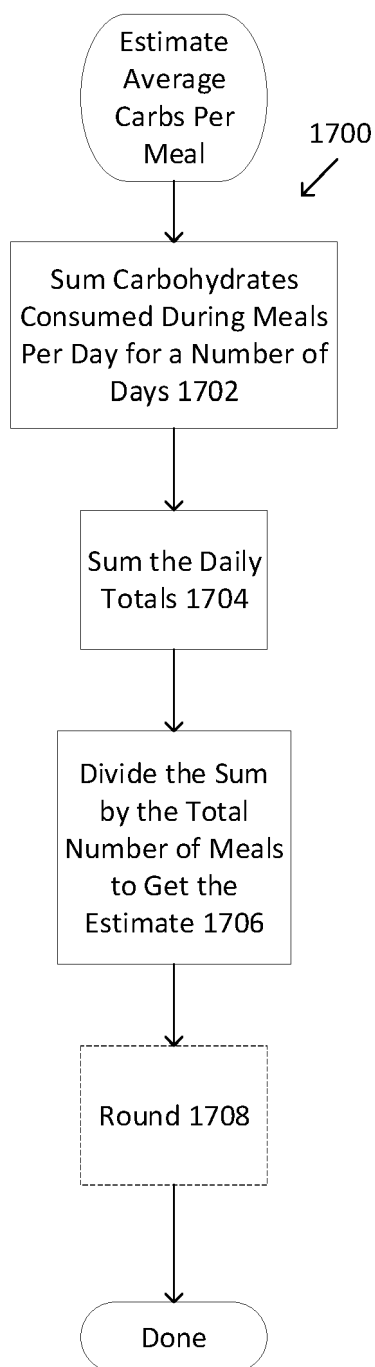 Estimate
Average
Carbs Per
Meal
1700
Sum Carbohydrates
Consumed During Meals
Per Day for a Number of
Days 1702
Sum the Daily
Totals 1704
Divide the Sum
by the Total
Number of Meals
to Get the
Estimate 1706
Round 1708
Done